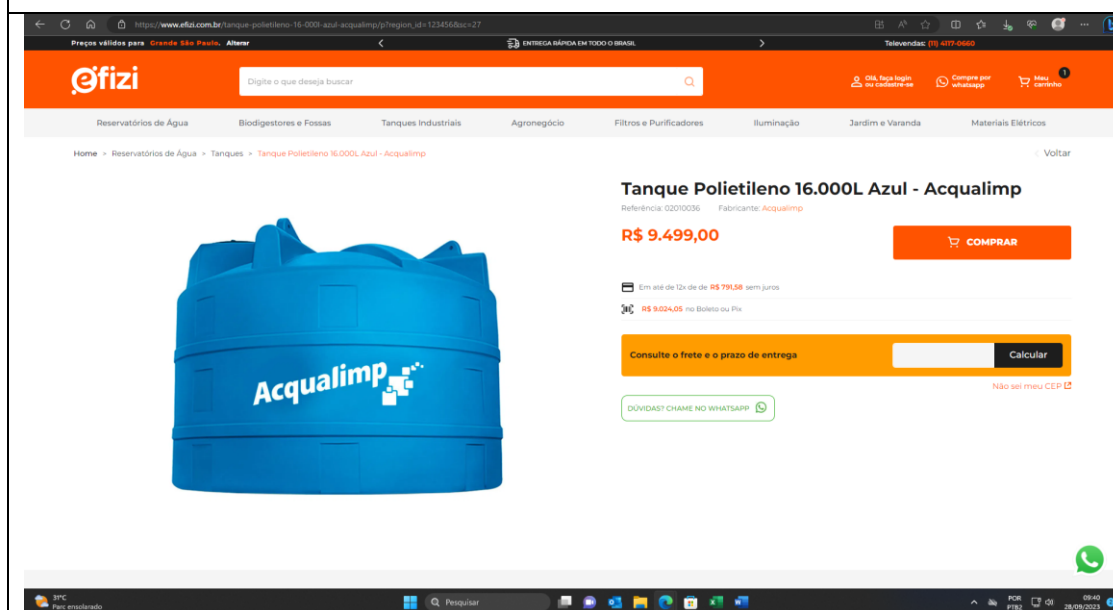 https://www.efizi.com.br/tanque-polietileno-16-000l-azul-acqualimp/p?region_id=123456&sc=27
Preços válidos para Grande São Paulo. Alterar
ENTREGA RÁPIDA EM TODO O BRASIL
Televendas: (11) 4117-0660
efizi
Digite o que deseja buscar
Olá, faça login
ou cadastre-se
Compre por
whatsapp
Meu
carrinho
1
Reservatórios de Água
Biodigestores e Fossas
Tanques Industriais
Agronegócio
Filtros e Purificadores
Iluminação
Jardim e Varanda
Materiais Elétricos
Home > Reservatórios de Água > Tanques > Tanque Polietileno 16.000L Azul - Acqualimp
Voltar
Tanque Polietileno 16.000L Azul - Acqualimp
Referência: 02010036 Fabricante: Acqualimp
R$ 9.499,00
COMPRAR
Em até de 12x de de R$ 791,58 sem juros
R$ 9.024,05 no Boleto ou Pix
Consulte o frete e o prazo de entrega
Calcular
Não sei meu CEP
DÚVIDAS? CHAME NO WHATSAPP
Acqualimp
31°C
Parc ensolarado
Pesquisar
POR
PTB2
09:40
28/09/2023